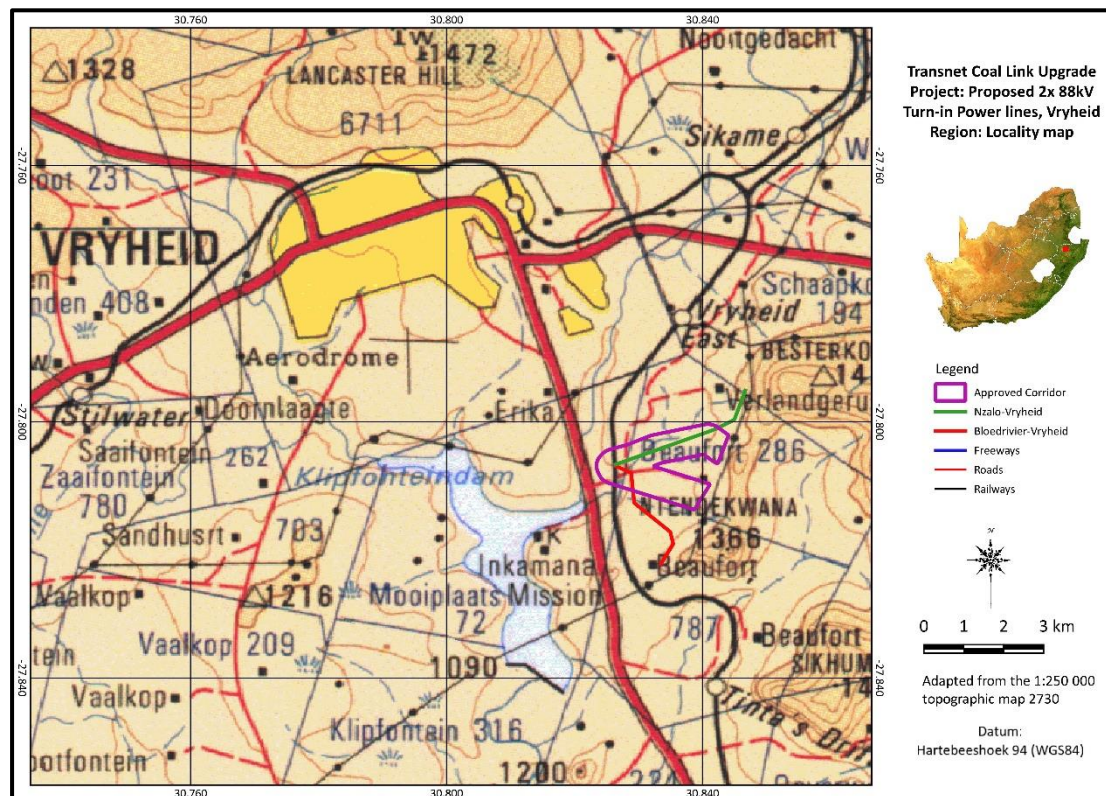 30.760
30.800
30.840
-27.760
-27.800
-27.840
-27.760
-27.800
-27.840
30.760
30.800
30.840
1328
1472
LANCASTER HILL
6711
Nooitgedacht
Sikame
231
VRYHEID
408
Schaapko
194
Vryheid
East
BESTERKO
Aerodrome
Stilwater
Doornlaagte
Erika
Saaifontein
262
Zaaifontein
780
Klipfonteindam
Beaufort 286
NTENDEKWANA
1366
Sandhusrt
783
K
Inkamana
Mission
Beaufort
Vaalkop
1216
Mooiplaats
72
Vaalkop 209
787
Beaufort
SIKHUM
Vaalkop
1090
Klipfontein 316
Tinta's Drift
ootfontein
1200
Transnet Coal Link Upgrade
Project: Proposed 2x 88kV
Turn-in Power lines, Vryheid
Region: Locality map
Legend
Approved Corridor
Nzalo-Vryheid
Bloedrivier-Vryheid
Freeways
Roads
Railways
N
0 1 2 3 km
Adapted from the 1:250 000
topographic map 2730
Datum:
Hartebeeshoek 94 (WGS84)